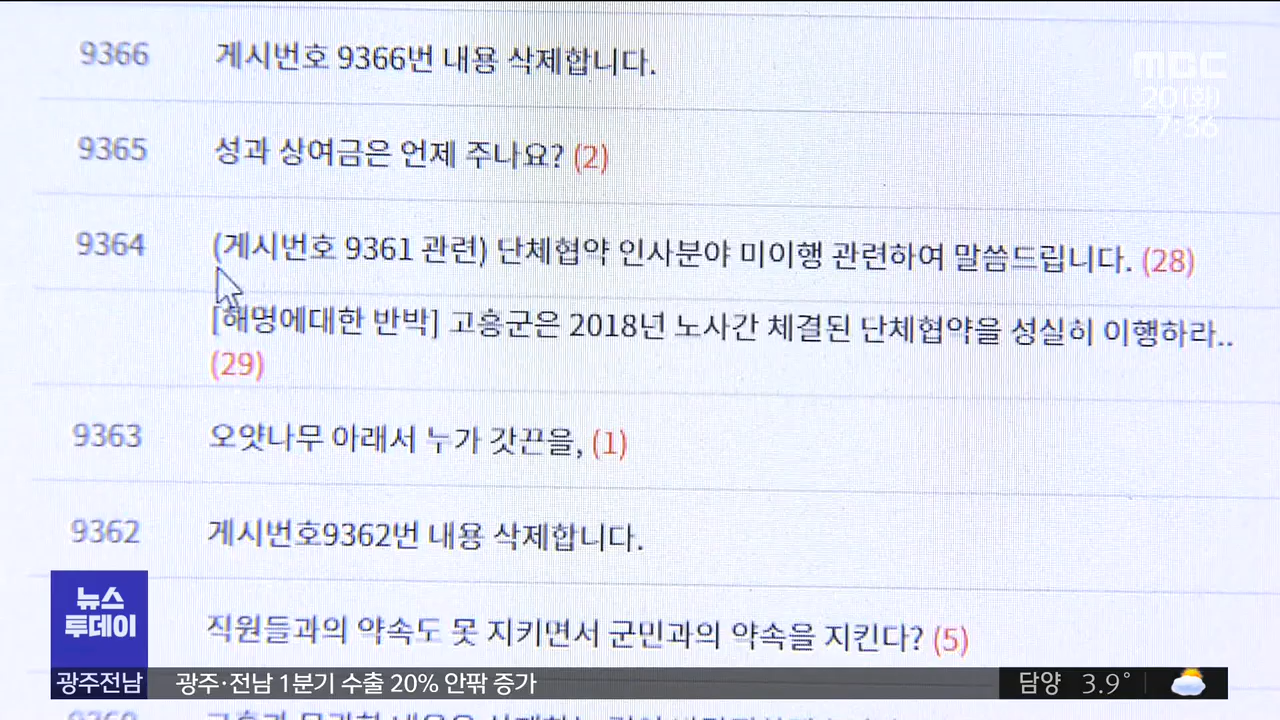 9366 게시번호 9366번 내용 삭제합니다.
MBC
20(화)
7:36
9365 성과 상여금은 언제 주나요? (2)
9364 (게시번호 9361 관련) 단체협약 인사분야 미이행 관련하여 말씀드립니다. (28)
[해명에대한 반박] 고흥군은 2018년 노사간 체결된 단체협약을 성실히 이행하라..
(29)
9363 오얏나무 아래서 누가 갓끈을, (1)
9362 게시번호9362번 내용 삭제합니다.
뉴스
투데이
직원들과의 약속도 못 지키면서 군민과의 약속을 지킨다? (5)
광주전남 광주·전남 1분기 수출 20% 안팎 증가 담양 3.9°